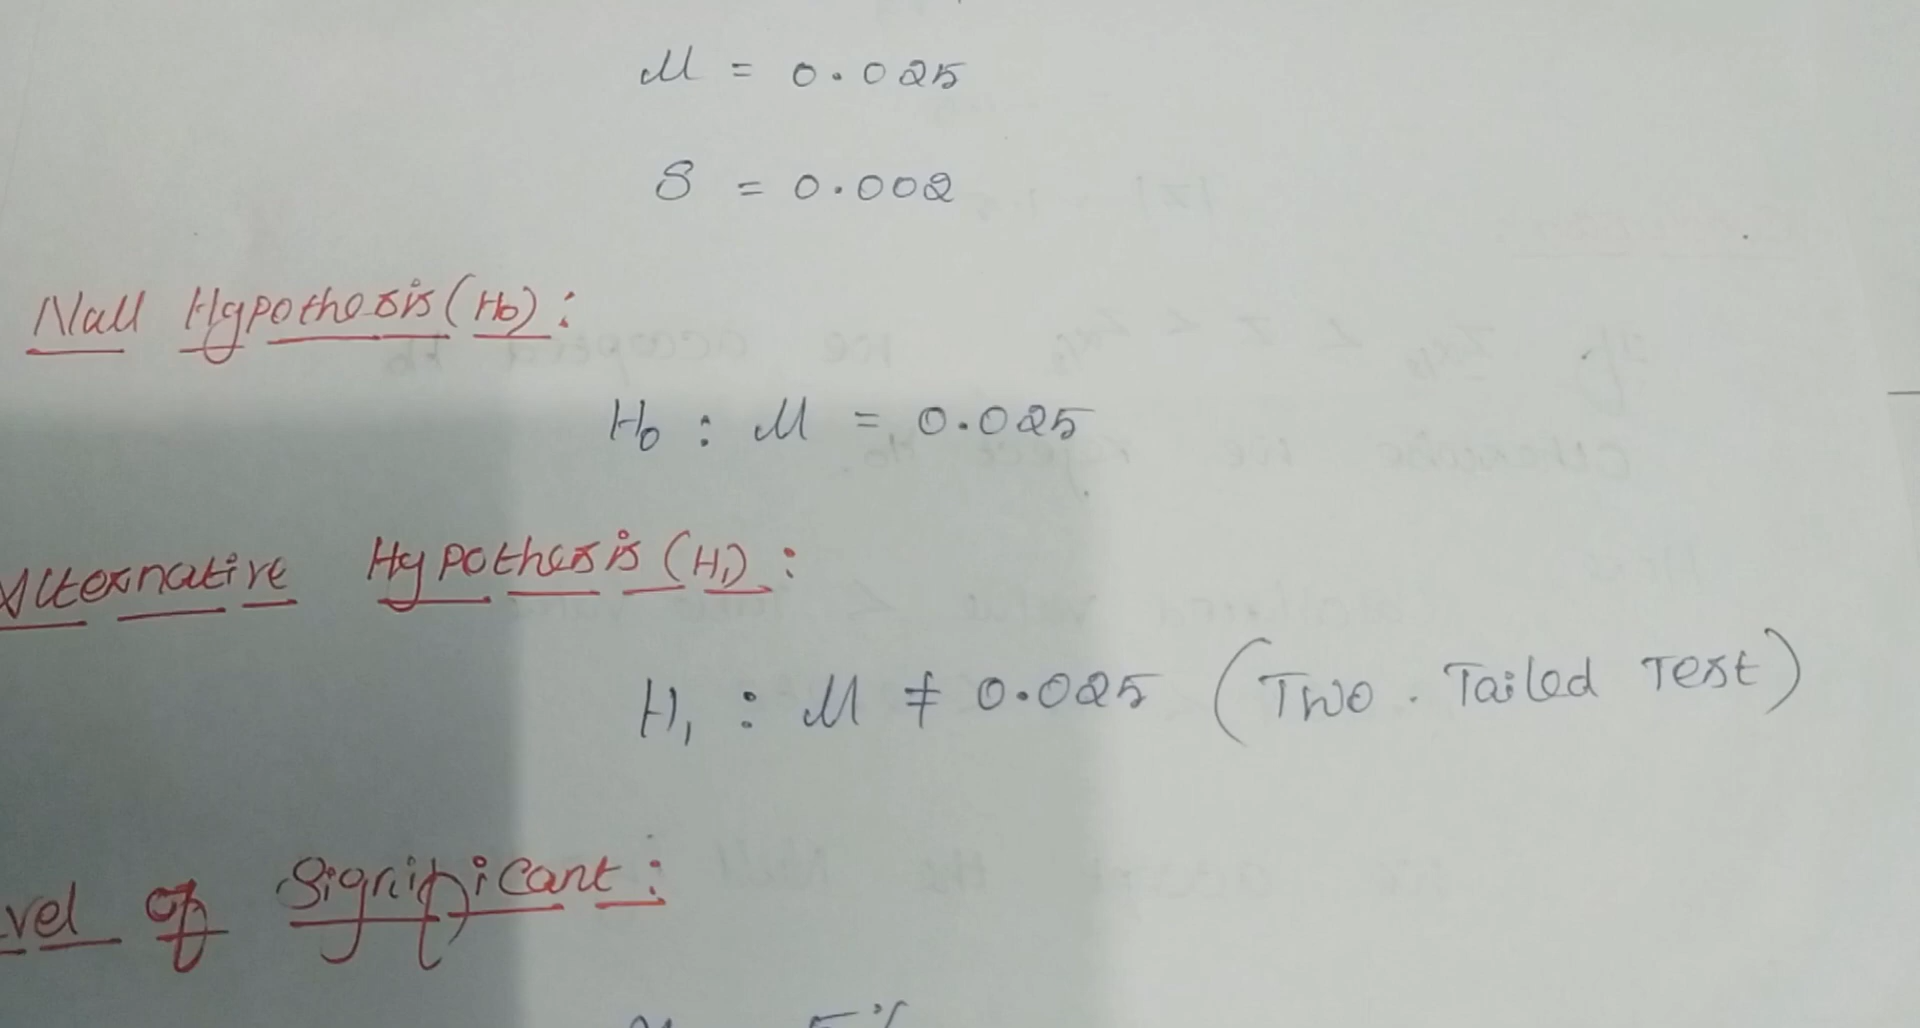 μ = 0.025
S = 0.002
Null Hypothesis (H₀):
H₀ : μ = 0.025
Alternative Hypothesis (H₁):
H₁ : μ ≠ 0.025 (Two. Tailed Test)
vel of Significant:
5%